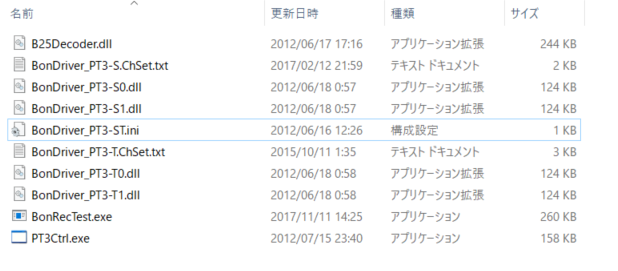 名前 更新日時 種類 サイズ
B25Decoder.dll 2012/06/17 17:16 アプリケーション拡張 244 KB
BonDriver_PT3-S.ChSet.txt 2017/02/12 21:59 テキスト ドキュメント 2 KB
BonDriver_PT3-S0.dll 2012/06/18 0:57 アプリケーション拡張 124 KB
BonDriver_PT3-S1.dll 2012/06/18 0:57 アプリケーション拡張 124 KB
BonDriver_PT3-ST.ini 2012/06/16 12:26 構成設定 1 KB
BonDriver_PT3-T.ChSet.txt 2015/10/11 1:35 テキスト ドキュメント 3 KB
BonDriver_PT3-T0.dll 2012/06/18 0:58 アプリケーション拡張 124 KB
BonDriver_PT3-T1.dll 2012/06/18 0:58 アプリケーション拡張 124 KB
BonRecTest.exe 2017/11/11 14:25 アプリケーション 260 KB
PT3Ctrl.exe 2012/07/15 23:40 アプリケーション 158 KB